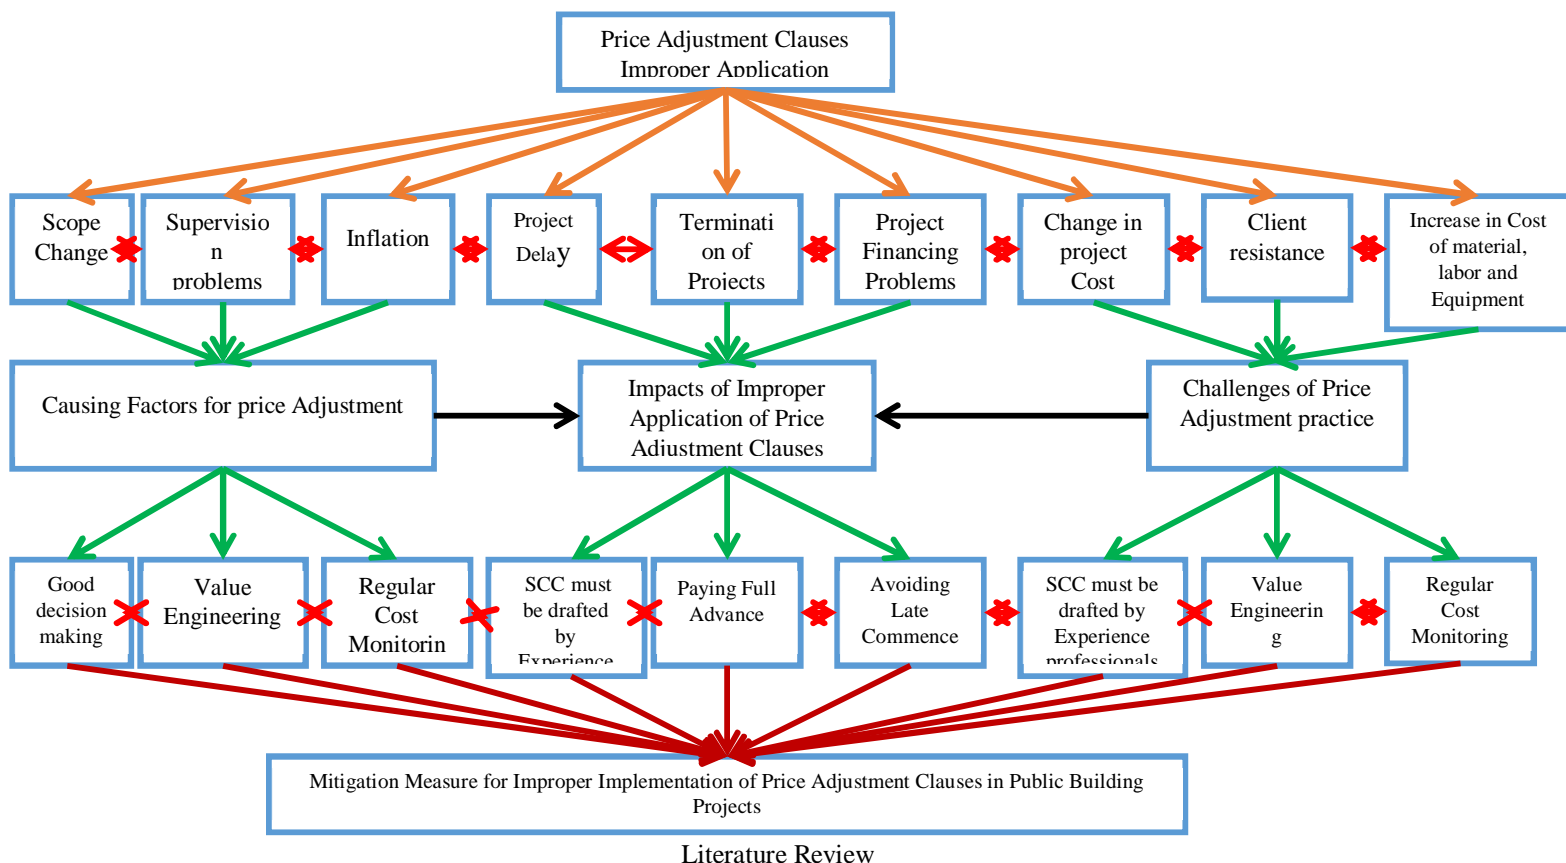 Price Adjustment Clauses
Improper Application
Scope
Change
Supervisio
n
problems
Inflation
Project
Delay
Terminati
on of
Projects
Project
Financing
Problems
Change in
project
Cost
Client
resistance
Increase in Cost
of material,
labor and
Equipment
Causing Factors for price Adjustment
Impacts of Improper
Application of Price
Adjustment Clauses
Challenges of Price
Adjustment practice
Good
decision
making
Value
Engineering
Regular
Cost
Monitorin
SCC must
be drafted
by
Experience
Paying Full
Advance
Avoiding
Late
Commence
SCC must be
drafted by
Experience
professionals
Value
Engineerin
g
Regular
Cost
Monitoring
Mitigation Measure for Improper Implementation of Price Adjustment Clauses in Public Building
Projects
Literature Review